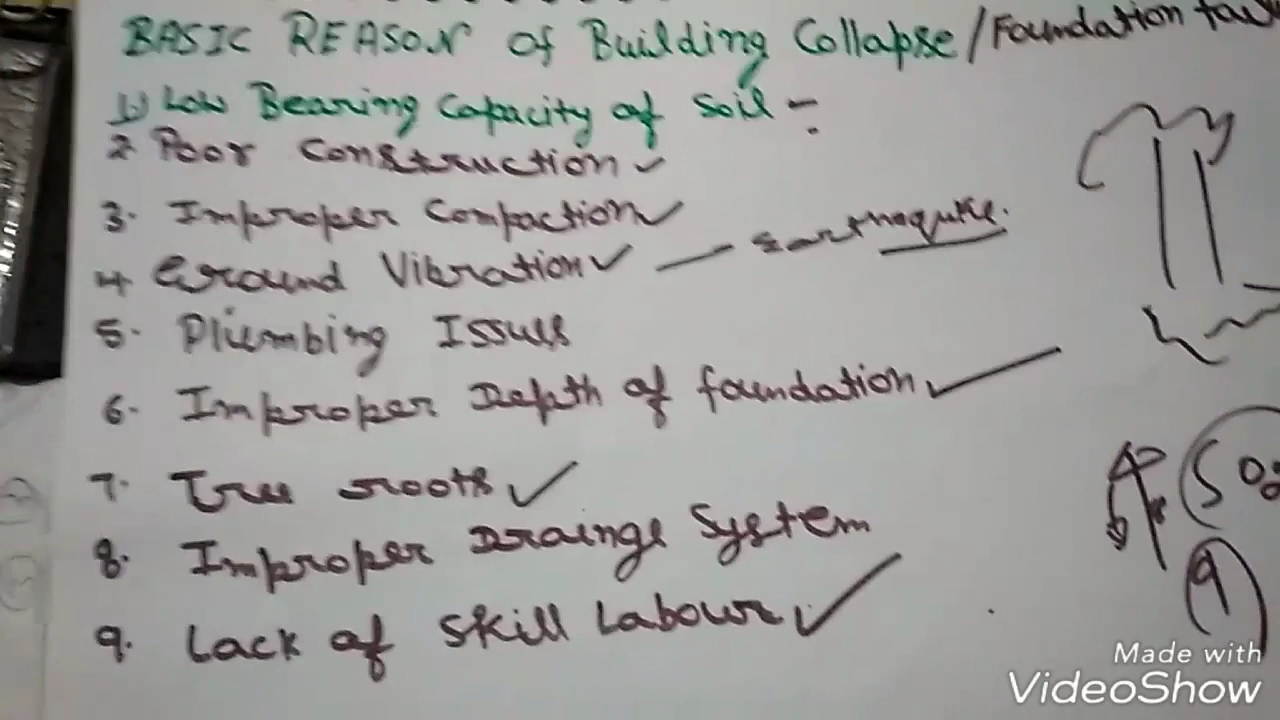 BASIC REASON of Building Collapse/Foundation
1) Low Bearing Capacity of Soil -:
2. Poor Construction ✓
3. Improper Compaction ✓
4 Ground Vibration ✓ — Earthquke.
5. Plumbing Issues
6. Improper Depth of foundation ✓
7. Tree roots ✓
8. Improper Drainge System
9. Lack of Skill Labour ✓
9
Made with
VideoShow